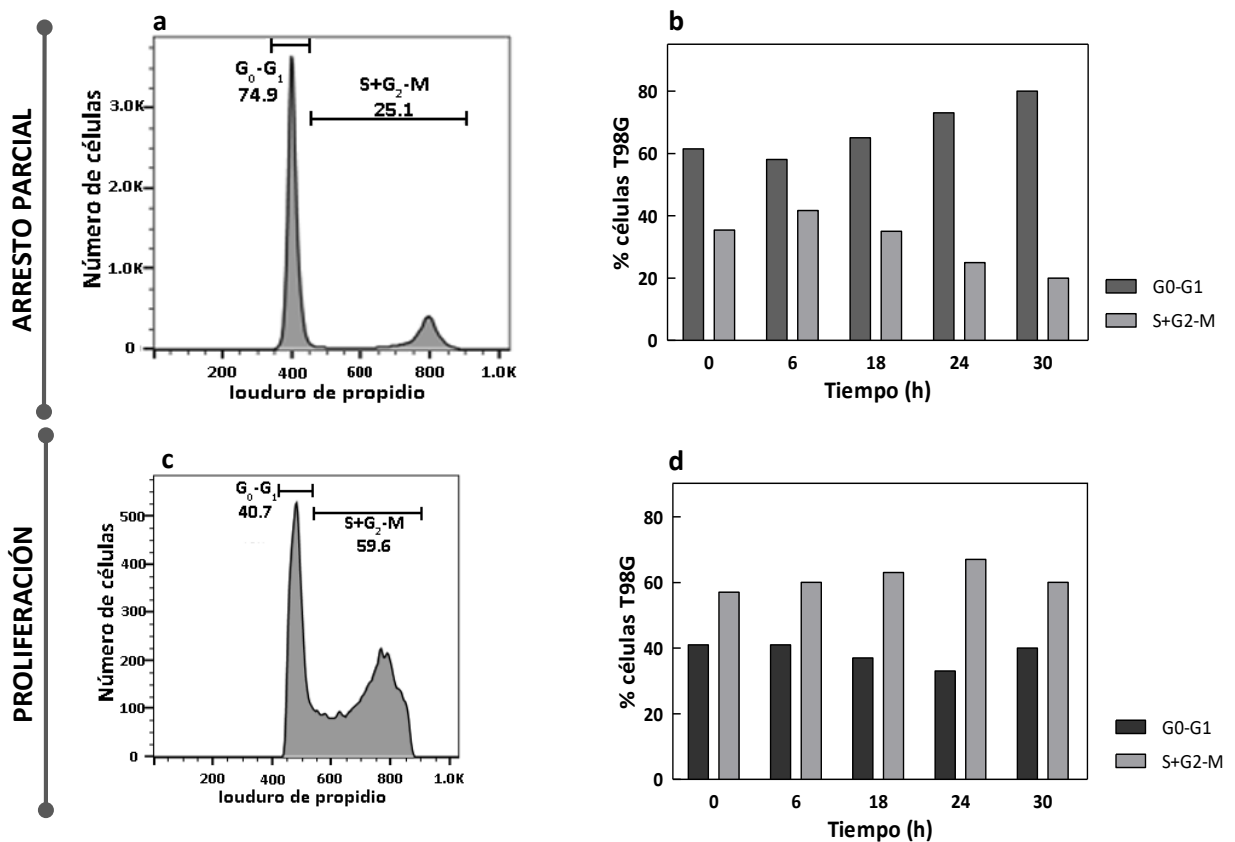 ARRESTO PARCIAL
a
G0-G1
74.9
S+G2-M
25.1
Número de células
3.0K
2.0K
1.0K
0
200 400 600 800 1.0K
Iouduro de propidio
b
% células T98G
80
60
40
20
0
0 6 18 24 30
Tiempo (h)
G0-G1
S+G2-M
PROLIFERACIÓN
c
G0-G1
40.7
S+G2-M
59.6
Número de células
500
400
300
200
100
0
200 400 600 800 1.0K
Iouduro de propidio
d
% células T98G
80
60
40
20
0
0 6 18 24 30
Tiempo (h)
G0-G1
S+G2-M